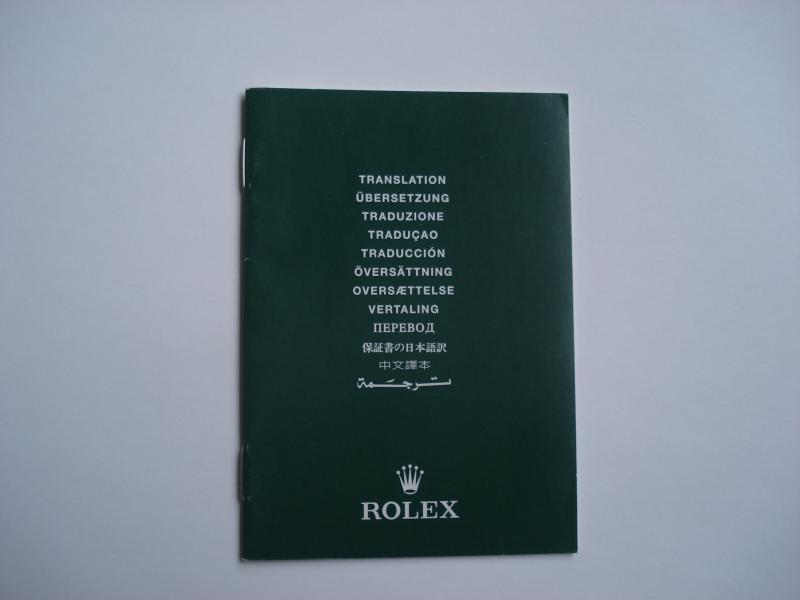 TRANSLATION
ÜBERSETZUNG
TRADUZIONE
TRADUÇAO
TRADUCCIÓN
ÖVERSÄTTNING
OVERSÆTTELSE
VERTALING
ПЕРЕВОД
保証書の日本語訳
中文譯本
ترجمة
ROLEX